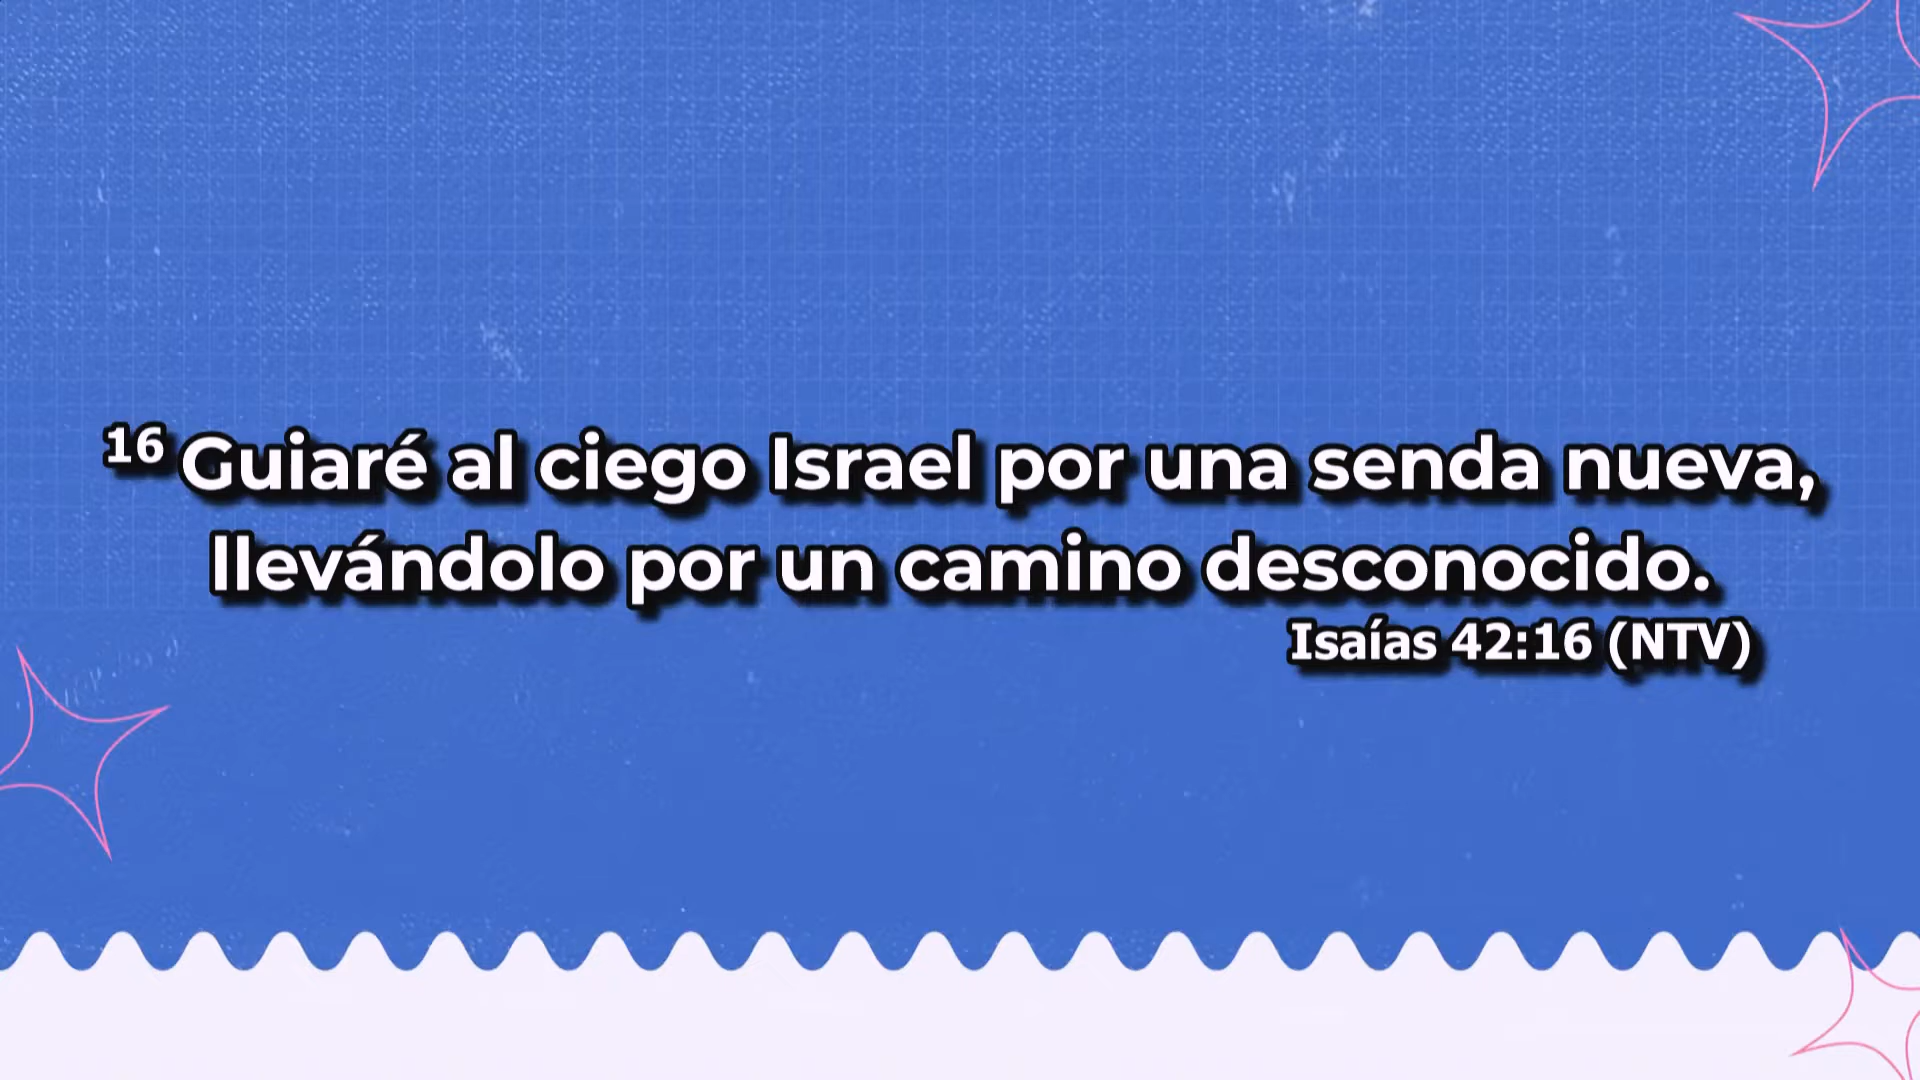 16 Guiaré al ciego Israel por una senda nueva,
llevándolo por un camino desconocido.
Isaías 42:16 (NTV)